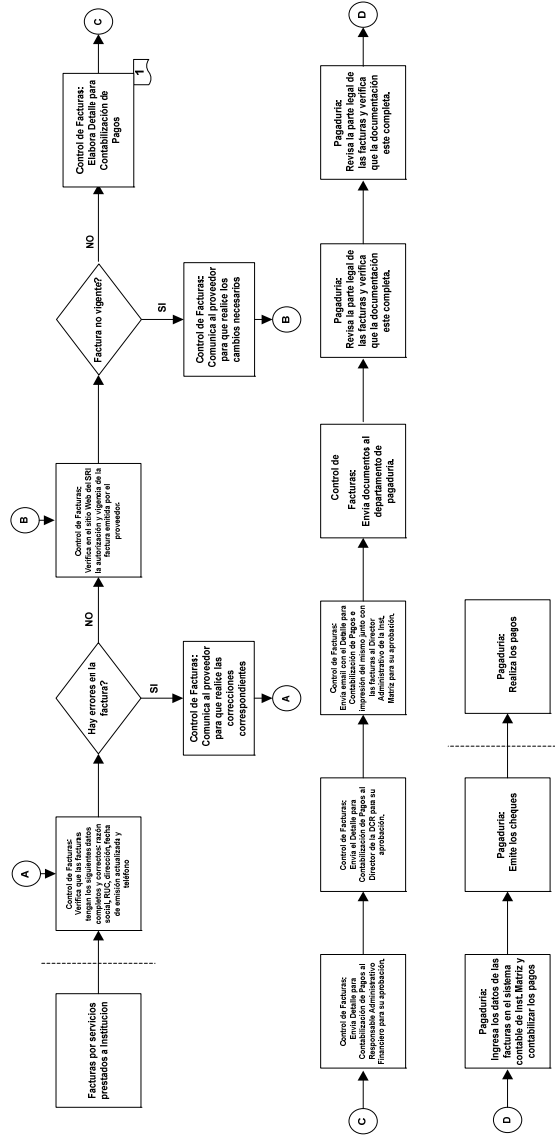 Facturas por servicios
prestados a Institucion
A
Control de Facturas:
Verifica que las facturas
tengan los siguientes datos
completos y correctos: razón
social, RUC, dirección, fecha
de emisión actualizada y
teléfono
Hay errores en la
factura?
SI
Control de Facturas:
Comunica al proveedor
para que realice las
correcciones
correspondientes
A
NO
B
Control de Facturas:
Verifica en el sitio Web del SRI
la autorización y vigencia de la
factura emitida por el
proveedor.
Factura no vigente?
SI
Control de Facturas:
Comunica al proveedor
para que realice los
cambios necesarios
B
NO
Control de Facturas:
Elabora Detalle para
Contabilización de
Pagos
1
C
C
Control de Facturas:
Envía Detalle para
Contabilización de Pagos al
Responsable Administrativo
Financiero para su aprobación.
Control de Facturas:
Envía el Detalle para
Contabilización de Pagos al
Director de la DCR para su
aprobación.
Control de Facturas:
Envía email con el Detalle para
Contabilización de Pagos e
impresión del mismo junto con
las facturas al Director
Administrativo de la Inst.
Matriz para su aprobación.
Control de
Facturas:
Envía documentos al
departamento de
pagaduría.
Pagaduría:
Revisa la parte legal de
las facturas y verifica
que la documentación
este completa.
Pagaduría:
Revisa la parte legal de
las facturas y verifica
que la documentación
este completa.
D
D
Pagaduría:
Ingresa los datos de las
facturas en el sistema
contable de Inst. Matriz y
contabilizar los pagos
Pagaduría:
Emite los cheques
Pagaduría:
Realiza los pagos